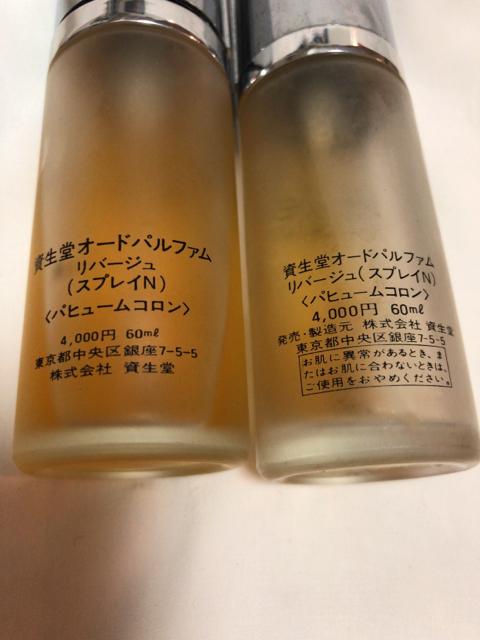 資生堂オードパルファム
リバージュ
(スプレイN)
〈パヒュームコロン〉
4,000円 60mℓ
東京都中央区銀座7-5-5
株式会社 資生堂
資生堂オードパルファム
リバージュ(スプレイN)
〈パヒュームコロン〉
4,000円 60mℓ
発売・製造元 株式会社 資生堂
東京都中央区銀座7-5-5
お肌に異常があるとき、ま
たはお肌に合わないときは、
ご使用をおやめください。